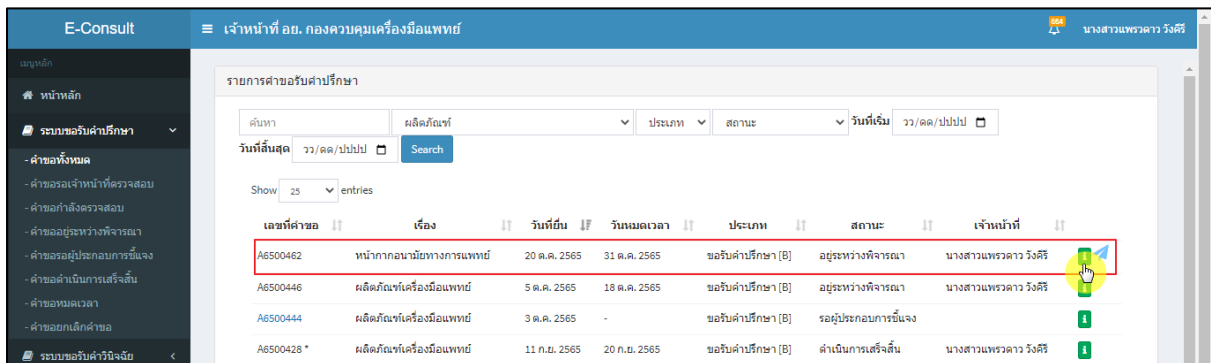 E-Consult
≡ เจ้าหน้าที่ อย. กองควบคุมเครื่องมือแพทย์
664
นางสาวแพรวดาว วังคีรี
เมนูหลัก
หน้าหลัก
ระบบขอรับคำปรึกษา
- คำขอทั้งหมด
- คำขอรอเจ้าหน้าที่ตรวจสอบ
- คำขอกำลังตรวจสอบ
- คำขออยู่ระหว่างพิจารณา
- คำขอรอผู้ประกอบการชี้แจง
- คำขอดำเนินการเสร็จสิ้น
- คำขอหมดเวลา
- คำขอยกเลิกคำขอ
ระบบขอรับคำวินิจฉัย
รายการคำขอรับคำปรึกษา
ค้นหา ผลิตภัณฑ์ ประเภท สถานะ วันที่เริ่ม วว/ดด/ปปปป
วันที่สิ้นสุด วว/ดด/ปปปป Search
Show 25 entries
เลขที่คำขอ เรื่อง วันที่ยื่น วันหมดเวลา ประเภท สถานะ เจ้าหน้าที่
A6500462 หน้ากากอนามัยทางการแพทย์ 20 ต.ค. 2565 31 ต.ค. 2565 ขอรับคำปรึกษา [B] อยู่ระหว่างพิจารณา นางสาวแพรวดาว วังคีรี
A6500446 ผลิตภัณฑ์เครื่องมือแพทย์ 5 ต.ค. 2565 18 ต.ค. 2565 ขอรับคำปรึกษา [B] อยู่ระหว่างพิจารณา นางสาวแพรวดาว วังคีรี
A6500444 ผลิตภัณฑ์เครื่องมือแพทย์ 3 ต.ค. 2565 - ขอรับคำปรึกษา [B] รอผู้ประกอบการชี้แจง
A6500428 * ผลิตภัณฑ์เครื่องมือแพทย์ 11 ก.ย. 2565 20 ก.ย. 2565 ขอรับคำปรึกษา [B] ดำเนินการเสร็จสิ้น นางสาวแพรวดาว วังคีรี